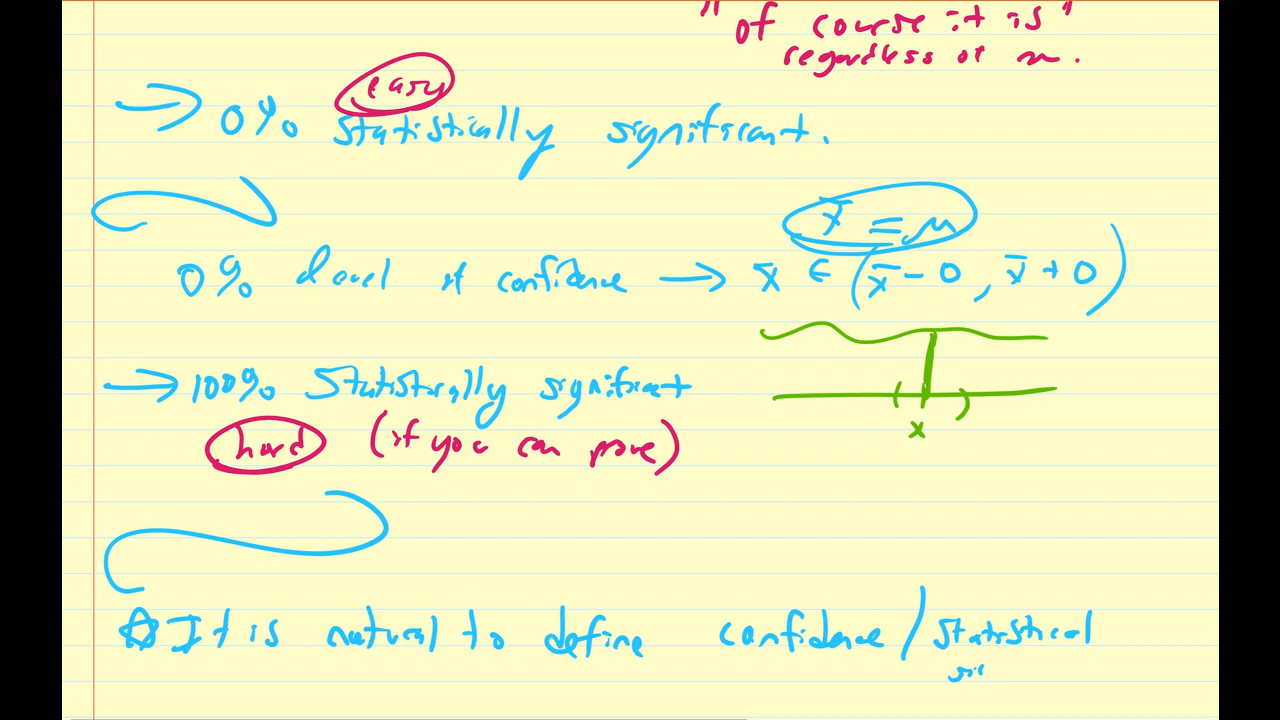 "of course it is"
regardless of m.
easy
→ 0% statistically significant.
x̄ = μ
0% level of confidence → x̄ ∈ (x̄ - 0, x̄ + 0)
→ 100% Statistically significant
x
hard (if you can prove)
☆ It is natural to define confidence / statistical